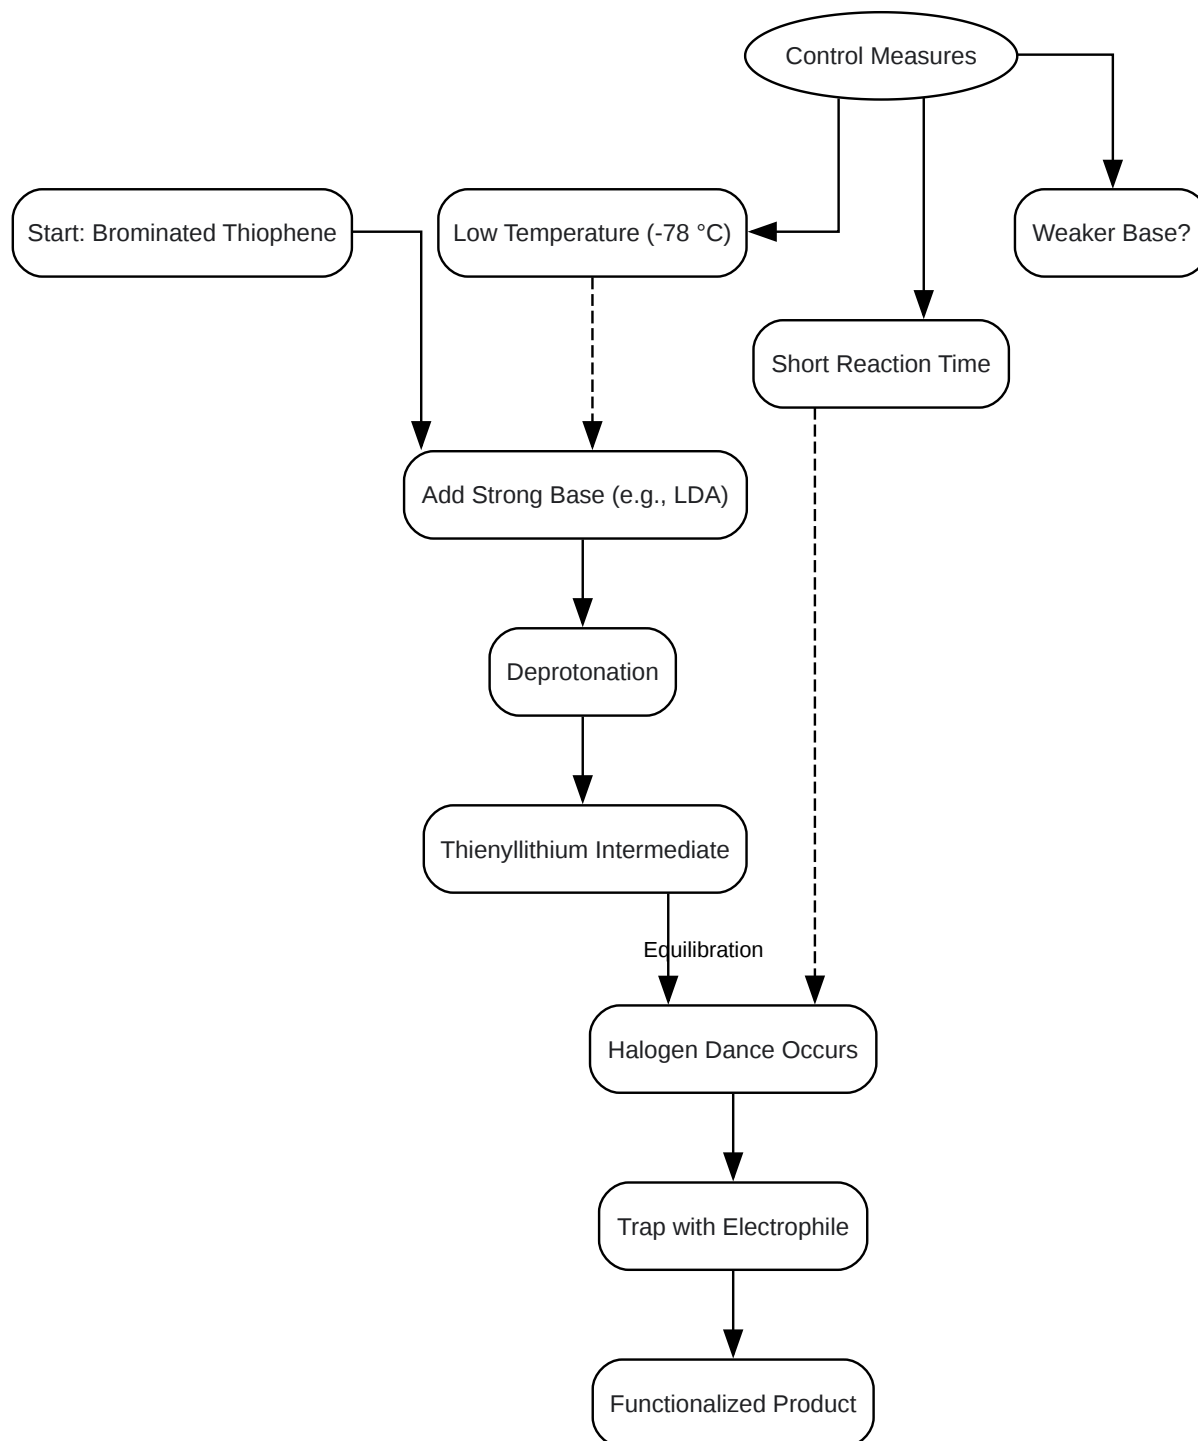 Control Measures
Start: Brominated Thiophene
Low Temperature (-78 °C)
Weaker Base?
Short Reaction Time
Add Strong Base (e.g., LDA)
Deprotonation
Thienyllithium Intermediate
Equilibration
Halogen Dance Occurs
Trap with Electrophile
Functionalized Product